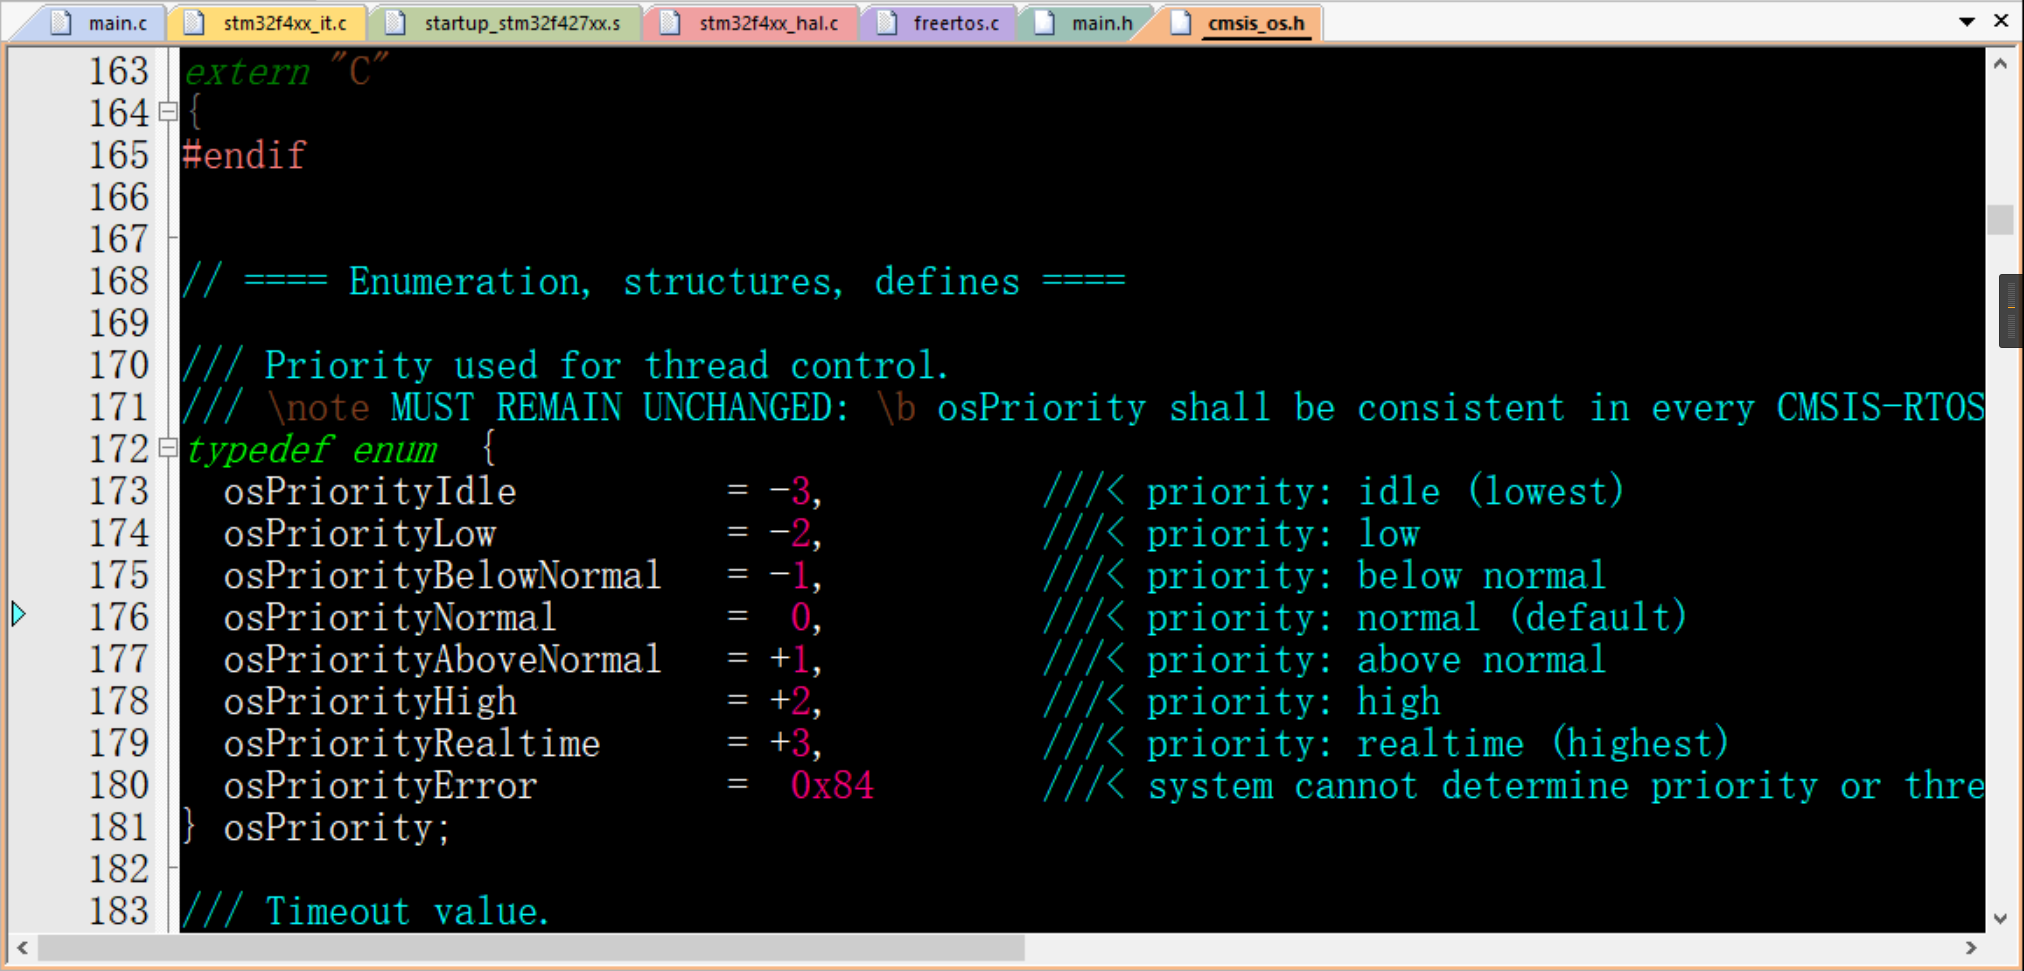 main.c stm32f4xx_it.c startup_stm32f427xx.s stm32f4xx_hal.c freertos.c main.h cmsis_os.h
163 extern "C"
164 {
165 #endif
166
167
168 // ==== Enumeration, structures, defines ====
169
170 /// Priority used for thread control.
171 /// \note MUST REMAIN UNCHANGED: \b osPriority shall be consistent in every CMSIS-RTOS
172 typedef enum  {
173   osPriorityIdle          = -3,          ///< priority: idle (lowest)
174   osPriorityLow           = -2,          ///< priority: low
175   osPriorityBelowNormal   = -1,          ///< priority: below normal
176   osPriorityNormal        =  0,          ///< priority: normal (default)
177   osPriorityAboveNormal   = +1,          ///< priority: above normal
178   osPriorityHigh          = +2,          ///< priority: high
179   osPriorityRealtime      = +3,          ///< priority: realtime (highest)
180   osPriorityError         =  0x84        ///< system cannot determine priority or thre
181 } osPriority;
182
183 /// Timeout value.